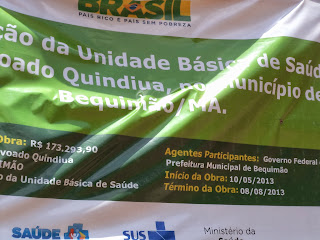 BRASIL
PAÍS RICO É PAÍS SEM POBREZA
ção da Unidade Básica de Saúd
voado Quindiua, no município de
Bequimão/MA.
Obra: R$ 173.293,90
voado Quindiua
IMÃO
o da Unidade Básica de Saúde
Agentes Participantes: Governo Federal
Prefeitura Municipal de Bequimão
Início da Obra: 10/05/2013
Término da Obra: 08/08/2013
SAÚDE
SUS
Ministério da